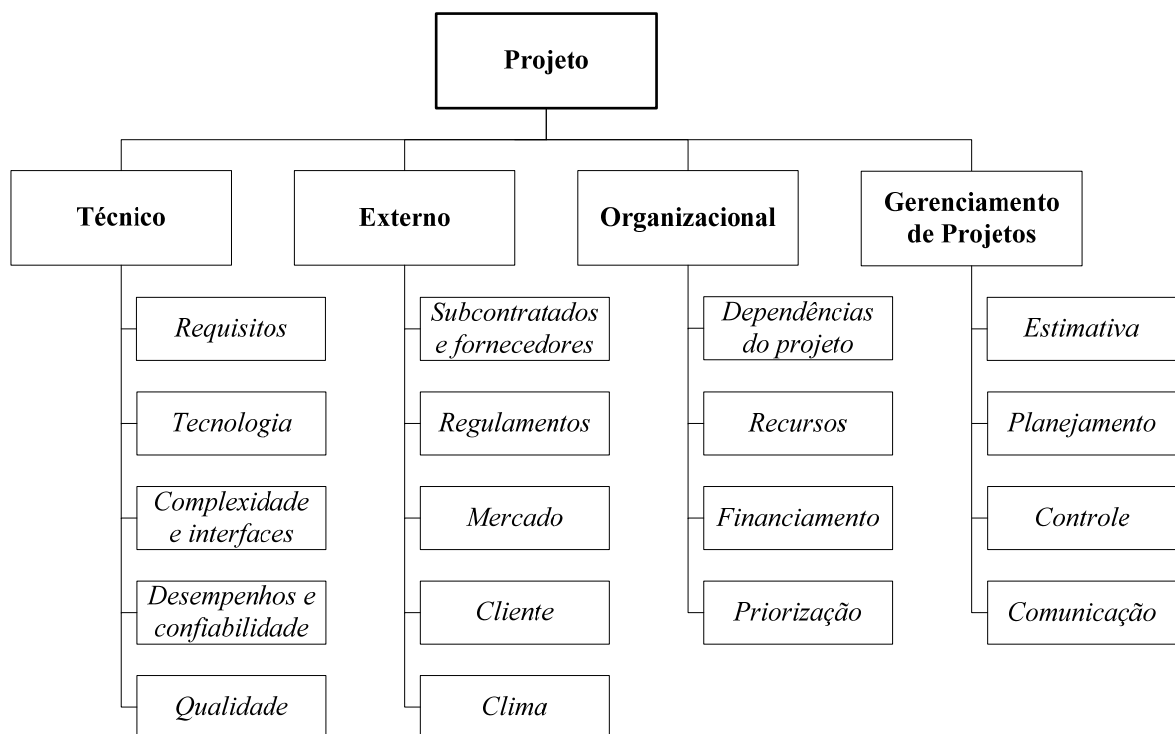 Projeto
Técnico
Externo
Organizacional
Gerenciamento
de Projetos
Requisitos
Tecnologia
Complexidade
e interfaces
Desempenhos e
confiabilidade
Qualidade
Subcontratados
e fornecedores
Regulamentos
Mercado
Cliente
Clima
Dependências
do projeto
Recursos
Financiamento
Priorização
Estimativa
Planejamento
Controle
Comunicação